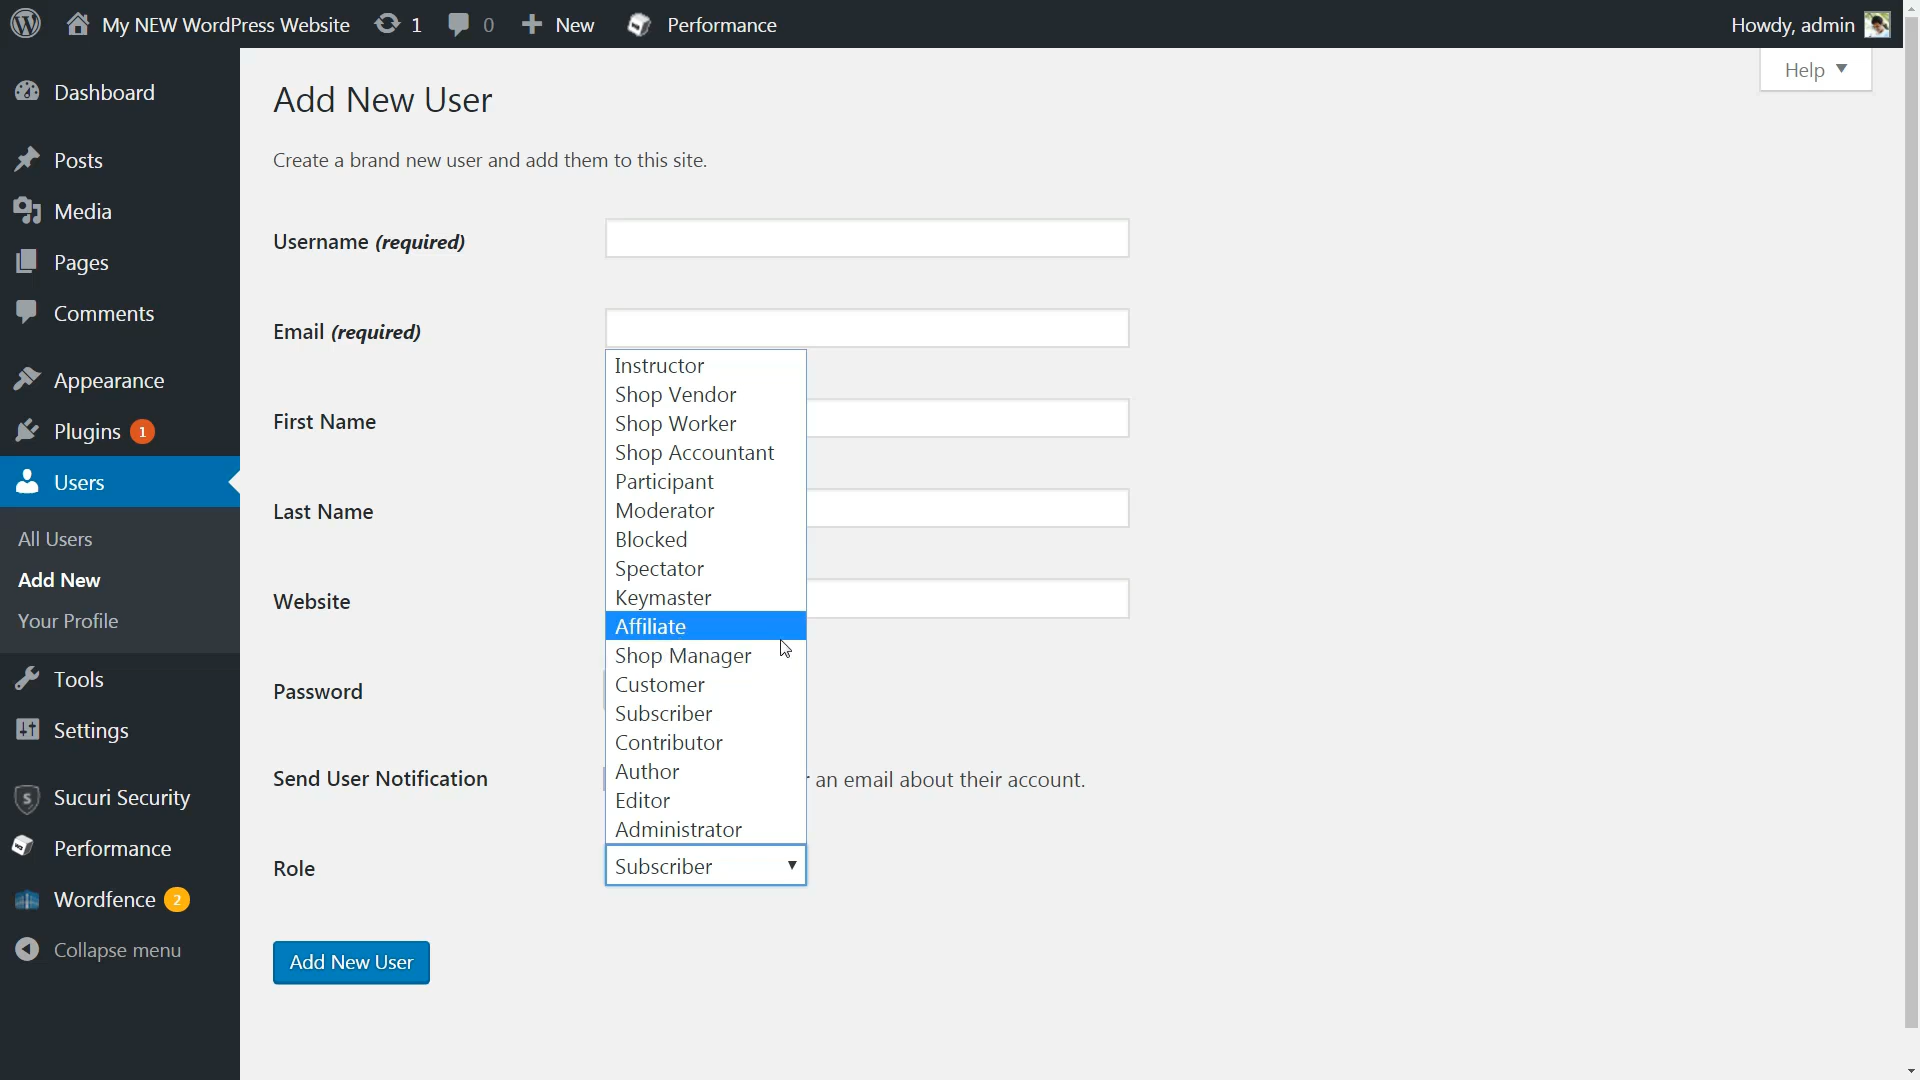 My NEW WordPress Website 1 0 New Performance Howdy, admin
Help
Dashboard
Posts
Media
Pages
Comments
Appearance
Plugins 1
Users
All Users
Add New
Your Profile
Tools
Settings
Sucuri Security
Performance
Wordfence 2
Collapse menu
Add New User
Create a brand new user and add them to this site.
Username (required)
Email (required)
First Name
Last Name
Website
Password
Send User Notification
an email about their account.
Role
Instructor
Shop Vendor
Shop Worker
Shop Accountant
Participant
Moderator
Blocked
Spectator
Keymaster
Affiliate
Shop Manager
Customer
Subscriber
Contributor
Author
Editor
Administrator
Subscriber
Add New User